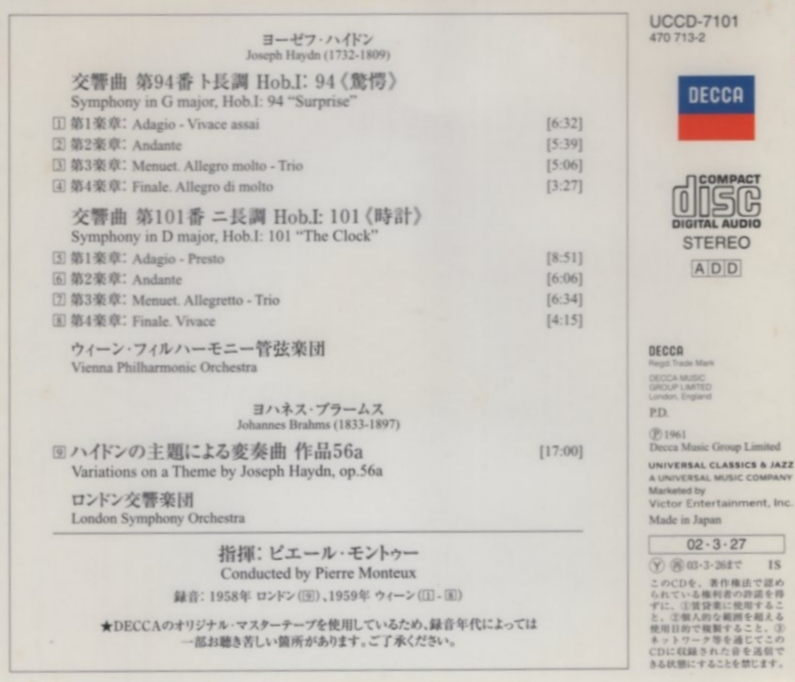 ヨーゼフ・ハイドン
Joseph Haydn (1732-1809)
交響曲 第94番 ト長調 Hob.I: 94《驚愕》
Symphony in G major, Hob.I: 94 “Surprise”
1 第1楽章: Adagio - Vivace assai [6:32]
2 第2楽章: Andante [5:39]
3 第3楽章: Menuet. Allegro molto - Trio [5:06]
4 第4楽章: Finale. Allegro di molto [3:27]
交響曲 第101番 ニ長調 Hob.I: 101《時計》
Symphony in D major, Hob.I: 101 “The Clock”
5 第1楽章: Adagio - Presto [8:51]
6 第2楽章: Andante [6:06]
7 第3楽章: Menuet. Allegretto - Trio [6:34]
8 第4楽章: Finale. Vivace [4:15]
ウィーン・フィルハーモニー管弦楽団
Vienna Philharmonic Orchestra
ヨハネス・ブラームス
Johannes Brahms (1833-1897)
9 ハイドンの主題による変奏曲 作品56a [17:00]
Variations on a Theme by Joseph Haydn, op.56a
ロンドン交響楽団
London Symphony Orchestra
指揮: ピエール・モントゥー
Conducted by Pierre Monteux
録音: 1958年 ロンドン(9)、1959年 ウィーン(1-8)
★DECCAのオリジナル・マスターテープを使用しているため、録音年代によっては
一部お聴き苦しい箇所があります。ご了承ください。
UCCD-7101
470 713-2
DECCA
COMPACT
disc
DIGITAL AUDIO
STEREO
ADD
DECCA
Regd.Trade Mark
DECCA MUSIC
GROUP LIMITED
London, England
P.D.
Ⓟ1961
Decca Music Group Limited
UNIVERSAL CLASSICS & JAZZ
A UNIVERSAL MUSIC COMPANY
Marketed by
Victor Entertainment, Inc.
Made in Japan
02・3・27
Ⓨ ㊢ 03-3-26まで IS
このCDを、著作権法で認め
られている権利者の許諾を得
ずに、①賃貸業に使用するこ
と、②個人的な範囲を超える
使用目的で複製すること、③
ネットワーク等を通じてこの
CDに収録された音を送信で
きる状態にすることを禁じます。